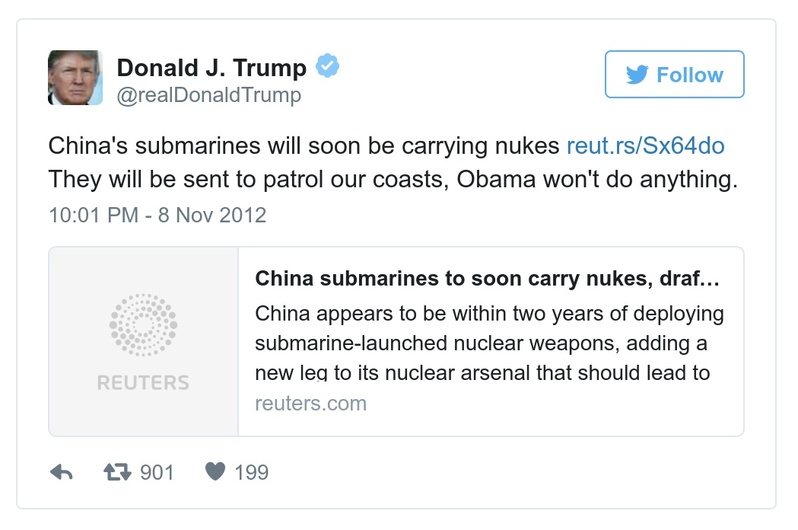 Donald J. Trump
@realDonaldTrump
Follow
China's submarines will soon be carrying nukes reut.rs/Sx64do
They will be sent to patrol our coasts, Obama won't do anything.
10:01 PM - 8 Nov 2012
China submarines to soon carry nukes, draf...
China appears to be within two years of deploying
submarine-launched nuclear weapons, adding a
new leg to its nuclear arsenal that should lead to
reuters.com
REUTERS
901
199